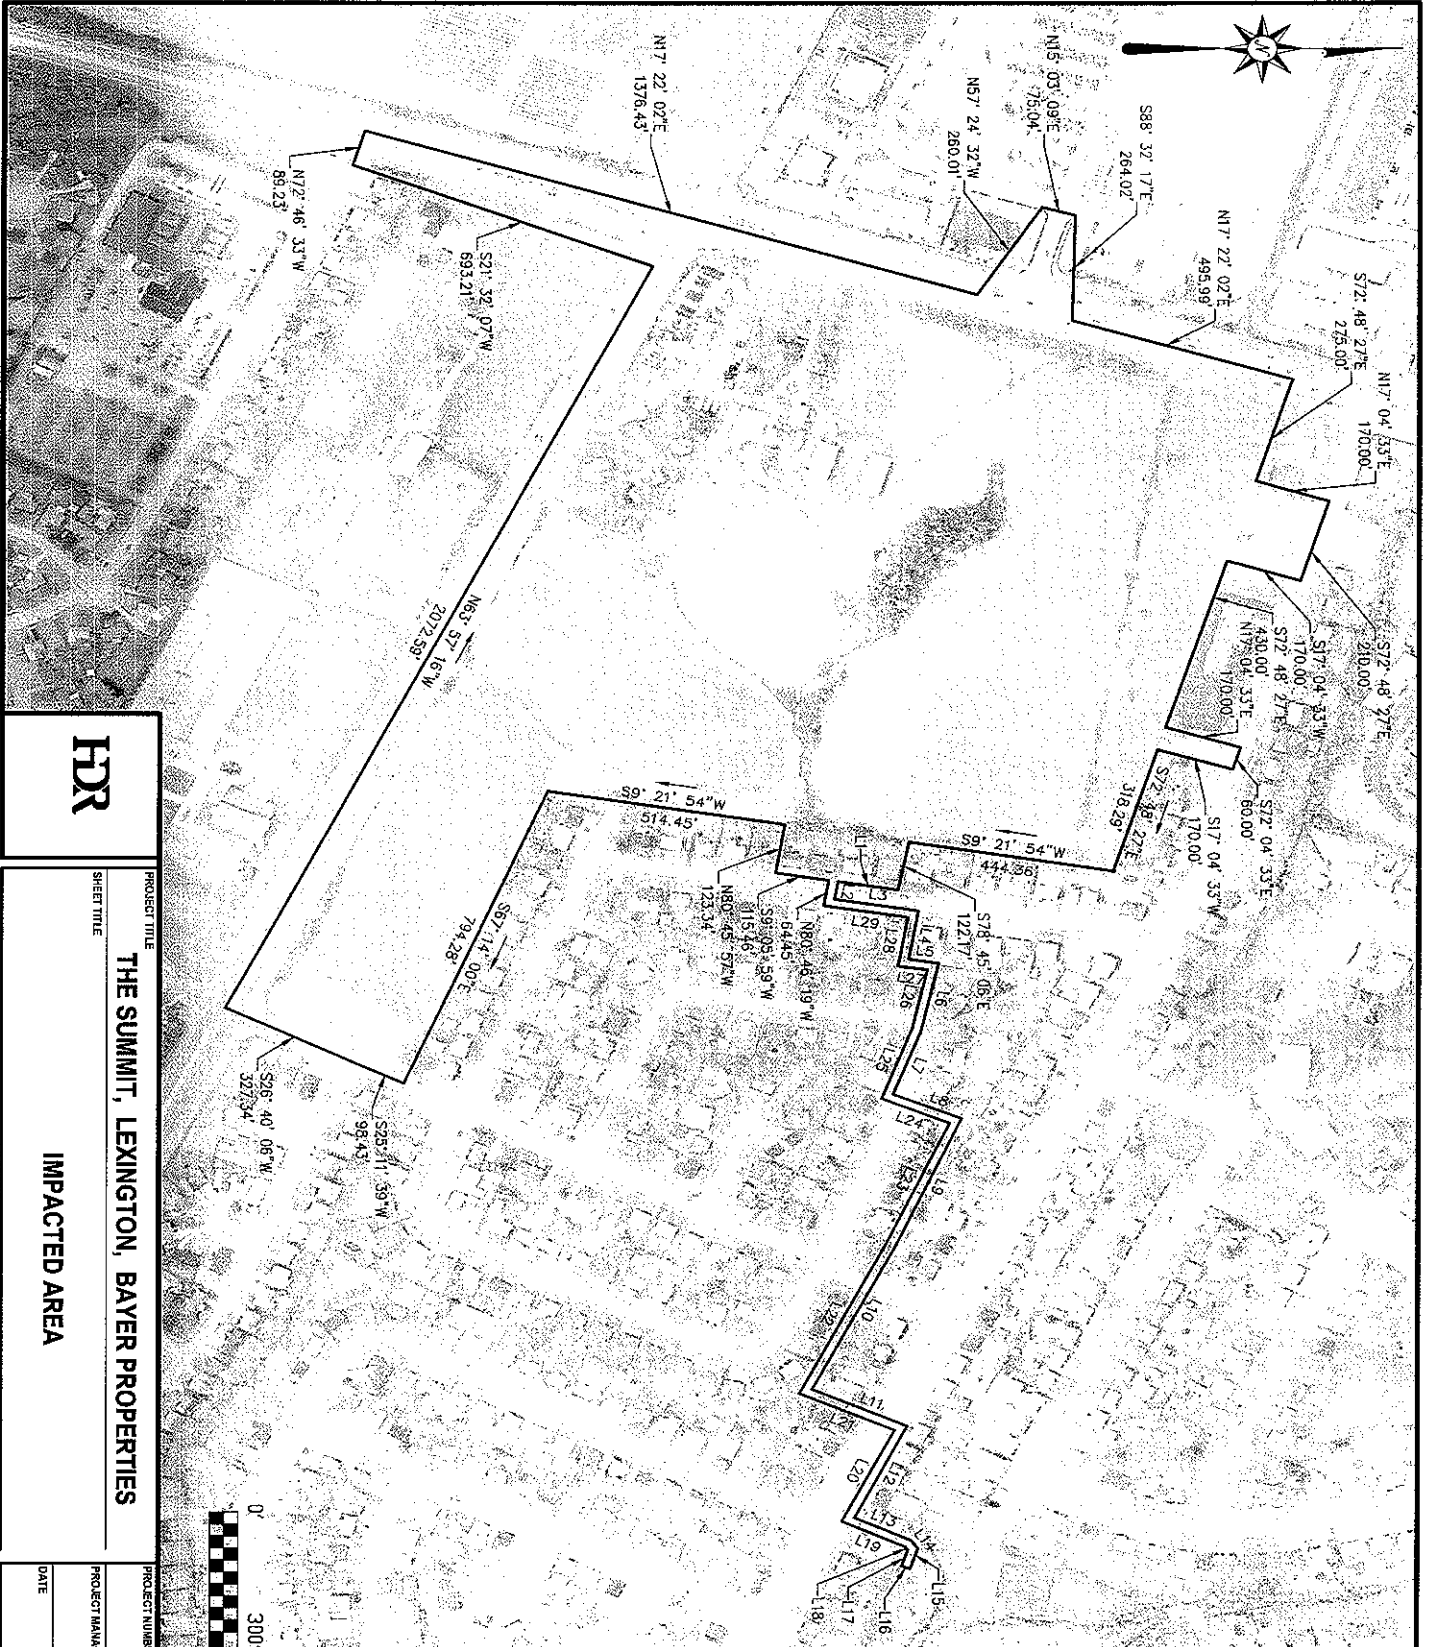 N
N15° 03' 09"E
75.04'
S88° 32' 17"E
264.02'
N57° 24' 32"W
260.01'
N17° 22' 02"E
1376.43'
N17° 22' 02"E
495.99'
S72° 48' 27"E
275.00'
N17° 04' 33"E
170.00'
S72° 48' 27"E
210.00'
S17° 04' 33"W
170.00'
S72° 48' 27"E
430.00'
N17° 04' 33"E
170.00'
S72° 04' 33"E
60.00'
S17° 04' 33"W
170.00'
S72° 48' 27"E
318.29'
S9° 21' 54"W
444.36'
S78° 45' 06"E
122.17'
L1
L2
L3
L4
L5
L6
L7
L8
L9
L10
L11
L12
L13
L14
L15
L16
L17
L18
L19
L20
L21
L22
L23
L24
L25
L26
L27
L28
L29
N80° 46' 19"W
64.45'
S9° 05' 59"W
115.46'
N80° 45' 57"W
123.34'
S9° 21' 54"W
514.45'
S67° 14' 00"E
794.28'
S25° 11' 39"W
98.43'
S26° 40' 06"W
327.34'
N63° 57' 16"W
2072.59'
S21° 32' 07"W
693.21'
N72° 46' 33"W
89.23'
0'
300'
HDR
PROJECT TITLE
THE SUMMIT, LEXINGTON, BAYER PROPERTIES
SHEET TITLE
IMPACTED AREA
PROJECT NUMB
PROJECT MANA
DATE